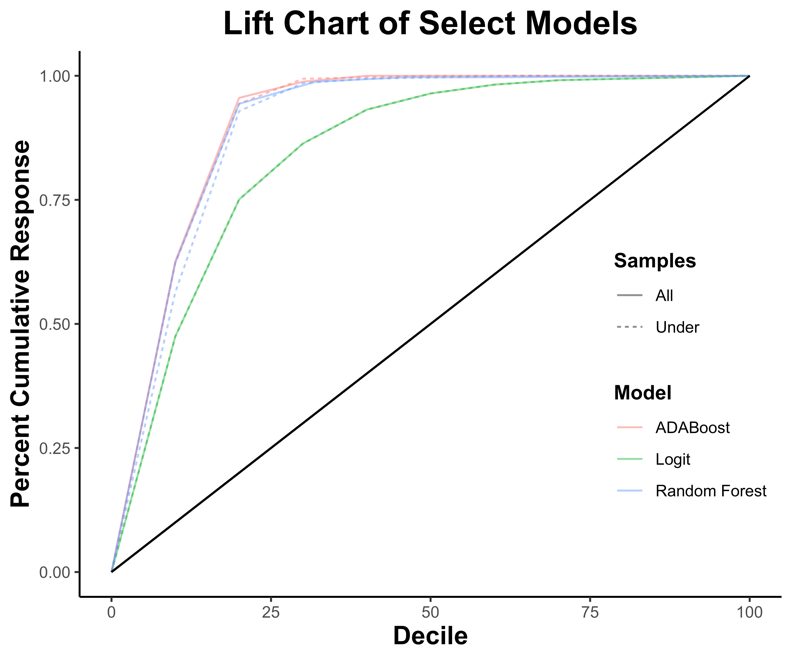 Lift Chart of Select Models
Percent Cumulative Response
1.00
0.75
0.50
0.25
0.00
0
25
50
75
100
Decile
Samples
All
Under
Model
ADABoost
Logit
Random Forest